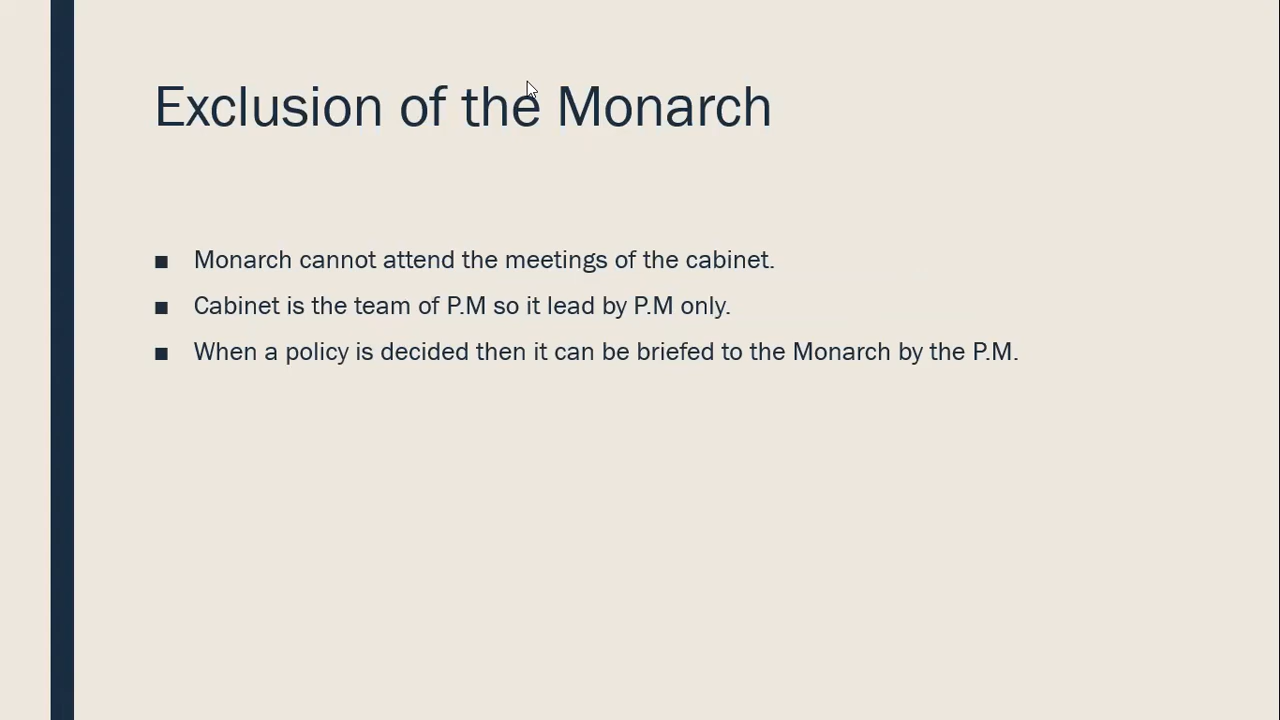 Exclusion of the Monarch
■ Monarch cannot attend the meetings of the cabinet.
■ Cabinet is the team of P.M so it lead by P.M only.
■ When a policy is decided then it can be briefed to the Monarch by the P.M.